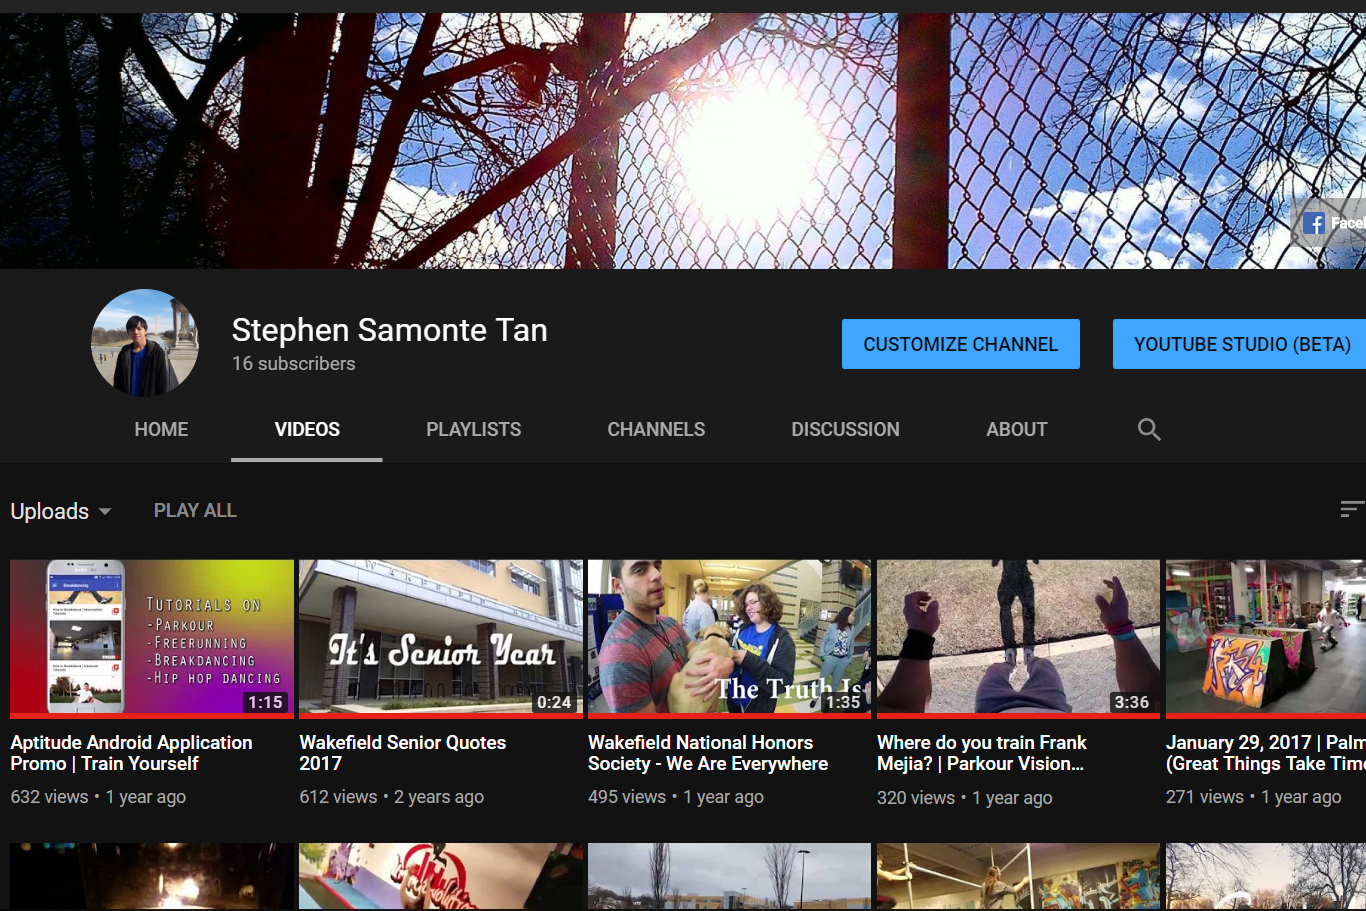 Stephen Samonte Tan
16 subscribers
CUSTOMIZE CHANNEL
YOUTUBE STUDIO (BETA)
HOME
VIDEOS
PLAYLISTS
CHANNELS
DISCUSSION
ABOUT
Uploads
PLAY ALL
Breakdancing
TUTORIALS ON
-PARKOUR
-FREERUNNING
-BREAKDANCING
-HIP HOP DANCING
1:15
It's Senior Year
0:24
The Truth Is
1:35
3:36
Aptitude Android Application
Promo | Train Yourself
632 views • 1 year ago
Wakefield Senior Quotes
2017
612 views • 2 years ago
Wakefield National Honors
Society - We Are Everywhere
495 views • 1 year ago
Where do you train Frank
Mejia? | Parkour Vision...
320 views • 1 year ago
January 29, 2017 |
(Great Things Take
271 views • 1 year ago